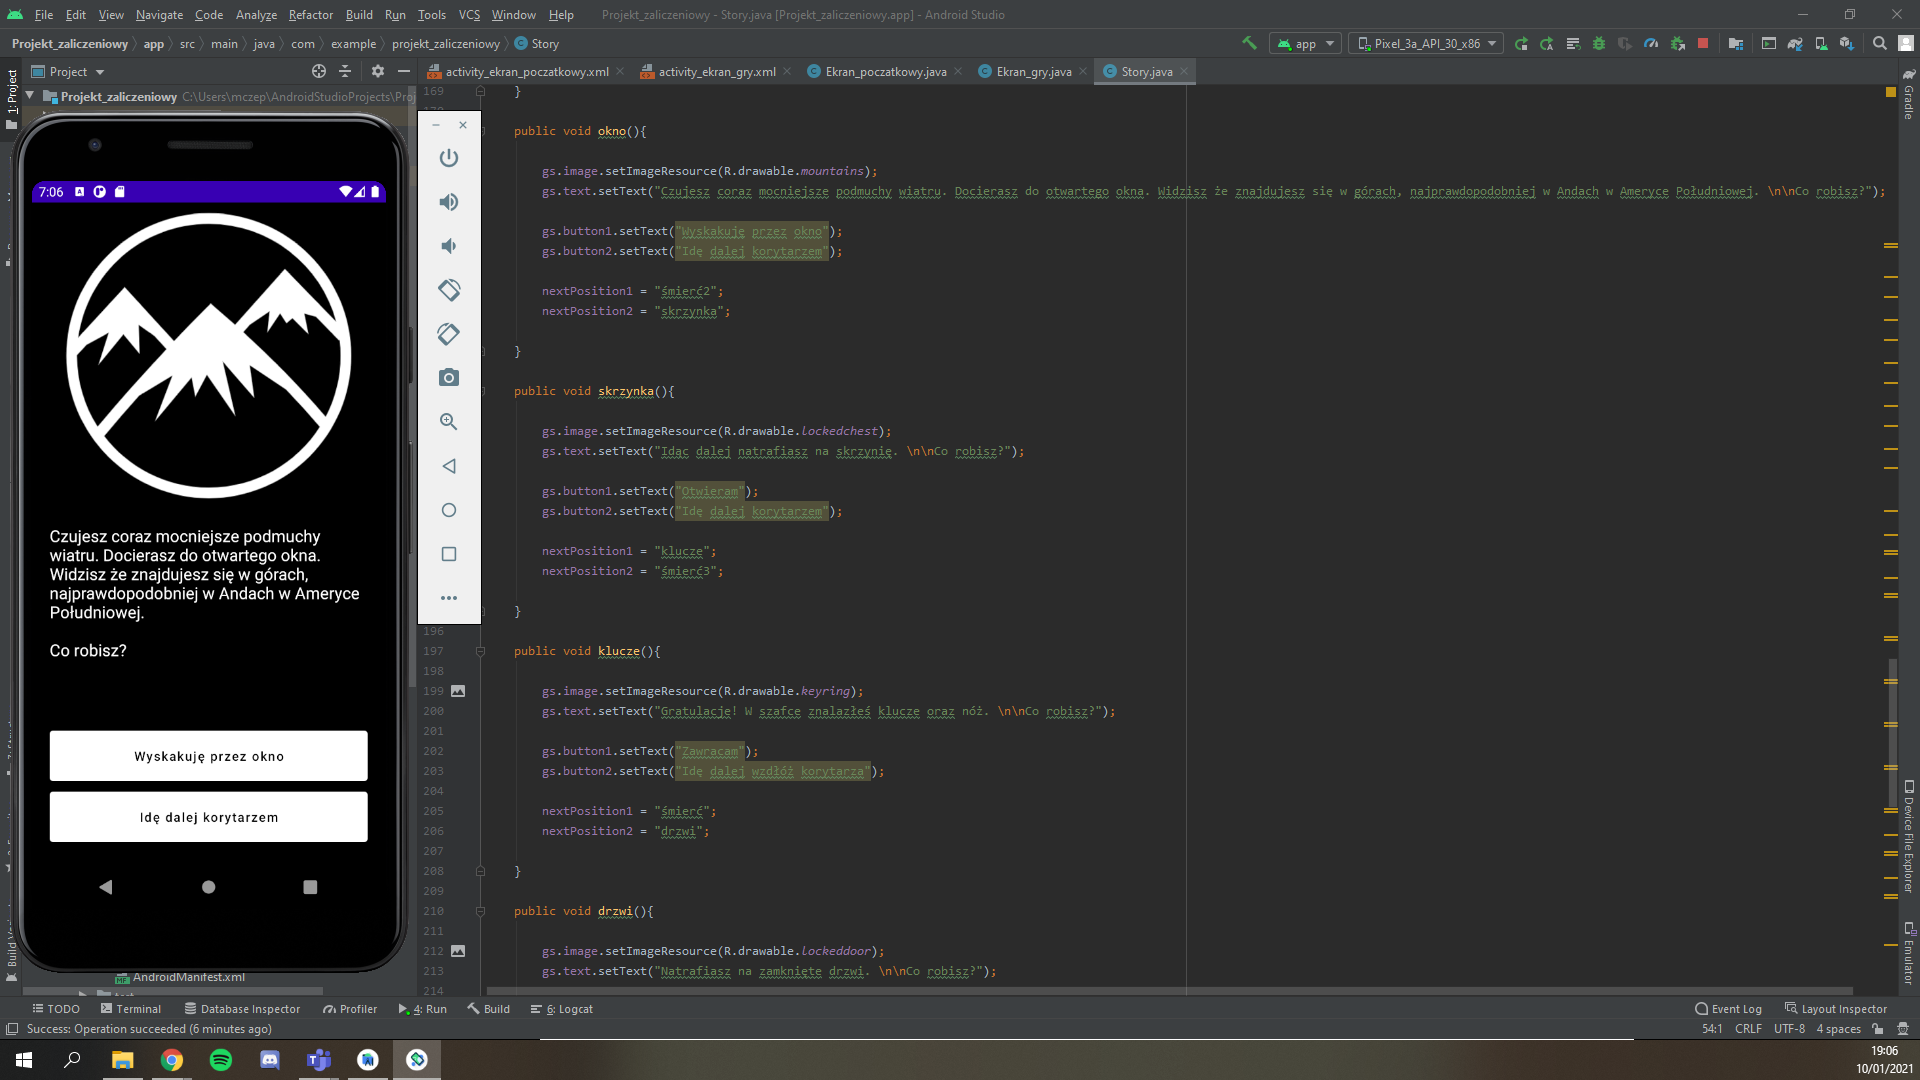 File Edit View Navigate Code Analyze Refactor Build Run Tools VCS Window Help Projekt_zaliczeniowy - Story.java [Projekt_zaliczeniowy.app] - Android Studio
Projekt_zaliczeniowy app src main java com example projekt_zaliczeniowy Story app Pixel_3a_API_30_x86
Project activity_ekran_poczatkowy.xml activity_ekran_gry.xml Ekran_poczatkowy.java Ekran_gry.java Story.java
1: Project
Projekt_zaliczeniowy C:\Users\mczep\AndroidStudioProjects\Proj
Gradle
7:06
Czujesz coraz mocniejsze podmuchy
wiatru. Docierasz do otwartego okna.
Widzisz że znajdujesz się w górach,
najprawdopodobniej w Andach w Ameryce
Południowej.
Co robisz?
Wyskakuję przez okno
Idę dalej korytarzem
AndroidManifest.xml
169 }
public void okno(){
gs.image.setImageResource(R.drawable.mountains);
gs.text.setText("Czujesz coraz mocniejsze podmuchy wiatru. Docierasz do otwartego okna. Widzisz że znajdujesz się w górach, najprawdopodobniej w Andach w Ameryce Południowej. \n\nCo robisz?");
gs.button1.setText("Wyskakuję przez okno");
gs.button2.setText("Idę dalej korytarzem");
nextPosition1 = "śmierć2";
nextPosition2 = "skrzynka";
}
public void skrzynka(){
gs.image.setImageResource(R.drawable.lockedchest);
gs.text.setText("Idąc dalej natrafiasz na skrzynię. \n\nCo robisz?");
gs.button1.setText("Otwieram");
gs.button2.setText("Idę dalej korytarzem");
nextPosition1 = "klucze";
nextPosition2 = "śmierć3";
}
196
197 public void klucze(){
198
199 gs.image.setImageResource(R.drawable.keyring);
200 gs.text.setText("Gratulacje! W szafce znalazłeś klucze oraz nóż. \n\nCo robisz?");
201
202 gs.button1.setText("Zawracam");
203 gs.button2.setText("Idę dalej wzdłóż korytarza");
204
205 nextPosition1 = "śmierć";
206 nextPosition2 = "drzwi";
207
208 }
209
210 public void drzwi(){
211
212 gs.image.setImageResource(R.drawable.lockeddoor);
213 gs.text.setText("Natrafiasz na zamknięte drzwi. \n\nCo robisz?");
214
Device File Explorer
Emulator
TODO Terminal Database Inspector Profiler 4: Run Build 6: Logcat Event Log Layout Inspector
Success: Operation succeeded (6 minutes ago) 54:1 CRLF UTF-8 4 spaces
19:06
10/01/2021